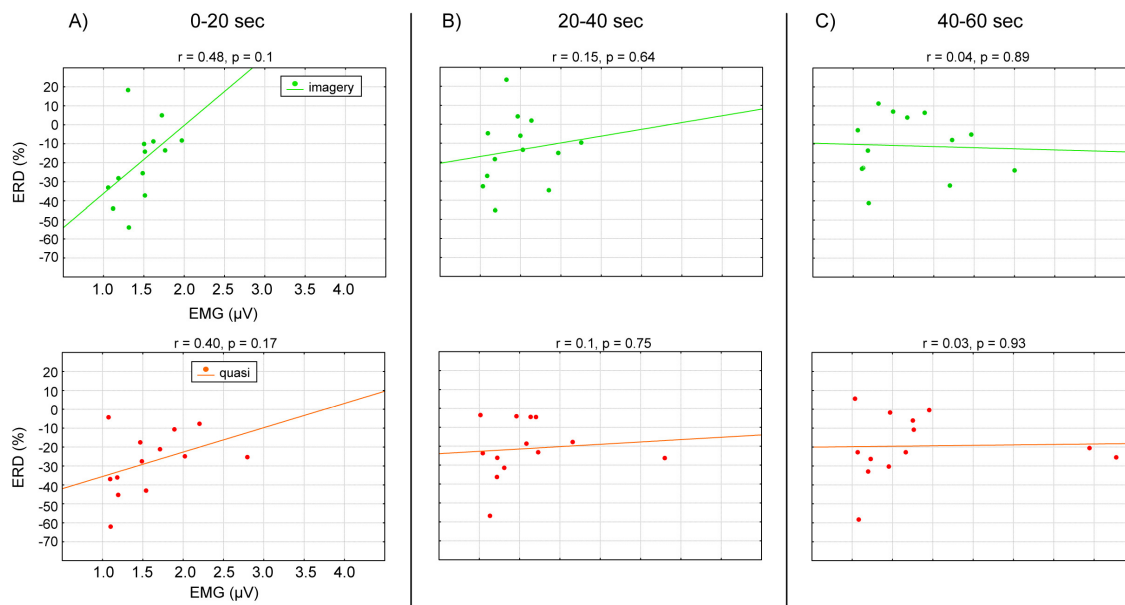 A) 0-20 sec
B) 20-40 sec
C) 40-60 sec
r = 0.48, p = 0.1
r = 0.15, p = 0.64
r = 0.04, p = 0.89
imagery
ERD (%)
20
10
0
-10
-20
-30
-40
-50
-60
-70
1.0 1.5 2.0 2.5 3.0 3.5 4.0
EMG (µV)
r = 0.40, p = 0.17
r = 0.1, p = 0.75
r = 0.03, p = 0.93
quasi
ERD (%)
20
10
0
-10
-20
-30
-40
-50
-60
-70
1.0 1.5 2.0 2.5 3.0 3.5 4.0
EMG (µV)